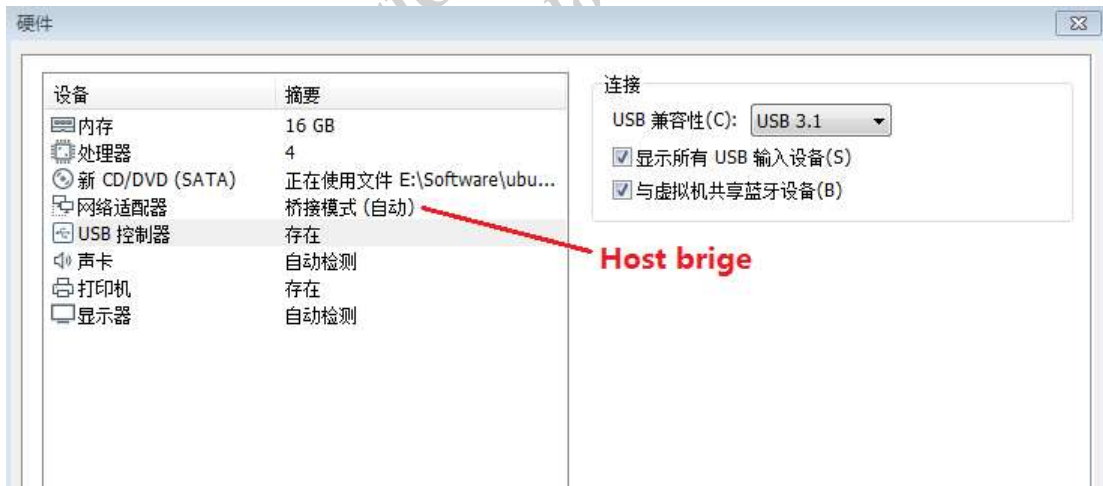 硬件
设备 摘要
内存 16 GB
处理器 4
新 CD/DVD (SATA) 正在使用文件 E:\Software\ubu...
网络适配器 桥接模式 (自动)
USB 控制器 存在
声卡 自动检测
打印机 存在
显示器 自动检测
连接
USB 兼容性(C): USB 3.1
显示所有 USB 输入设备(S)
与虚拟机共享蓝牙设备(B)
Host brige